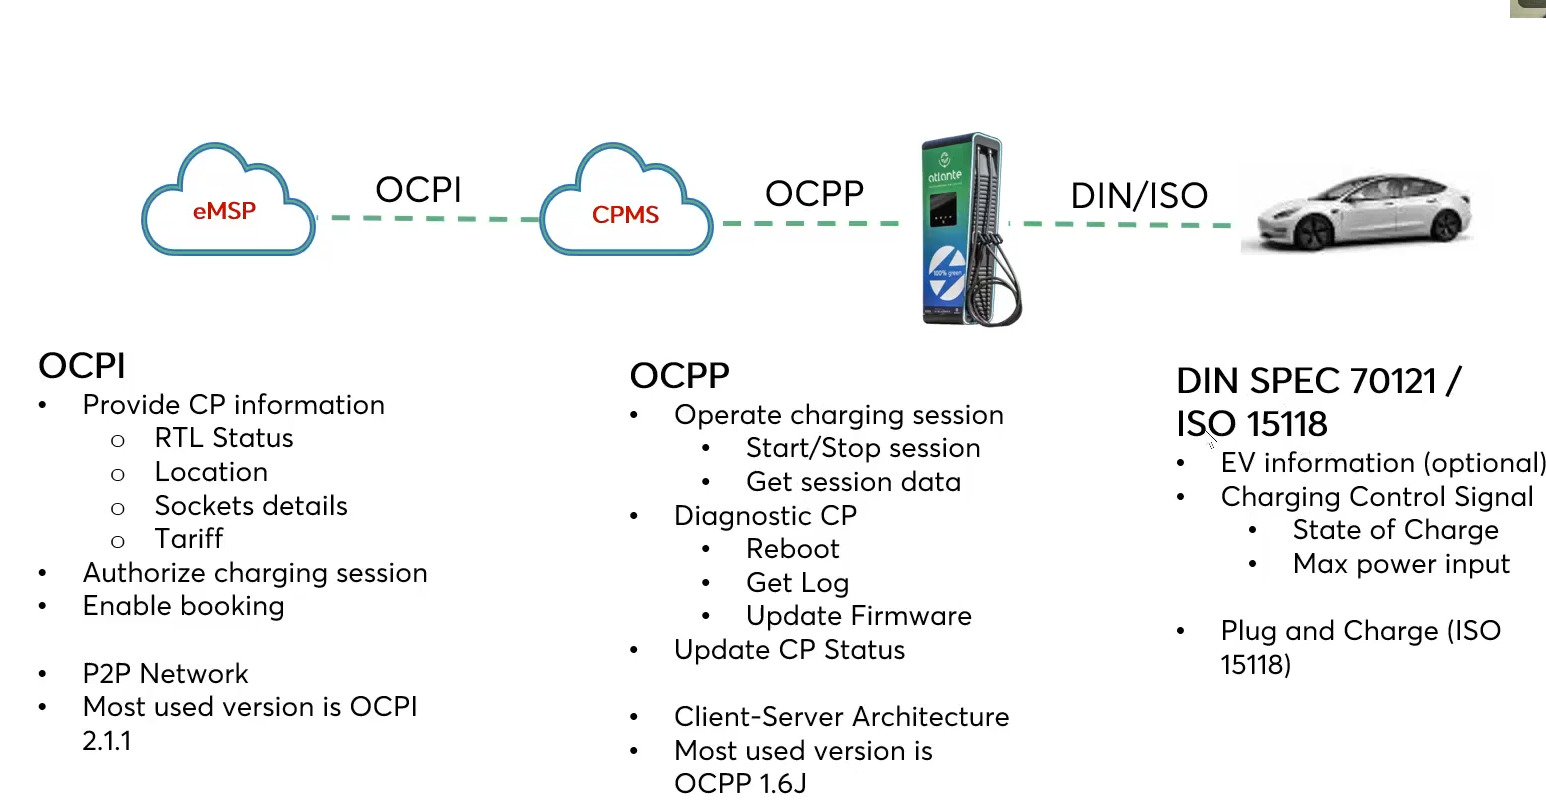 eMSP
OCPI
CPMS
OCPP
atlante
100% green
DIN/ISO
OCPI
• Provide CP information
o RTL Status
o Location
o Sockets details
o Tariff
• Authorize charging session
• Enable booking
• P2P Network
• Most used version is OCPI
2.1.1
OCPP
• Operate charging session
• Start/Stop session
• Get session data
• Diagnostic CP
• Reboot
• Get Log
• Update Firmware
• Update CP Status
• Client-Server Architecture
• Most used version is
OCPP 1.6J
DIN SPEC 70121 /
ISO 15118
• EV information (optional)
• Charging Control Signal
• State of Charge
• Max power input
• Plug and Charge (ISO
15118)